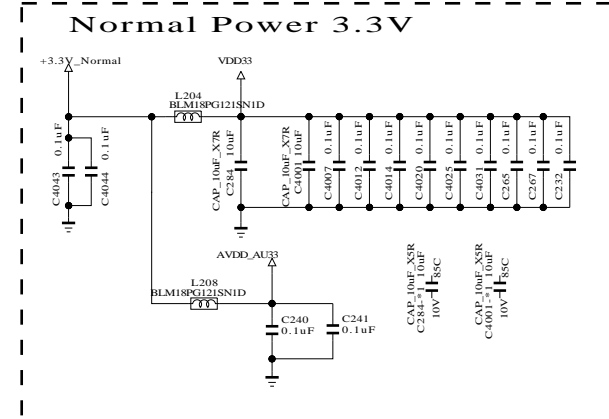 Normal Power 3.3V
+3.3V_Normal
VDD33
L204
BLM18PG121SN1D
C4043
0.1uF
C4044
0.1uF
CAP_10uF_X7R
C284 10uF
CAP_10uF_X7R
C4001 10uF
C4007 0.1uF
C4012 0.1uF
C4014 0.1uF
C4020 0.1uF
C4025 0.1uF
C4031 0.1uF
C265 0.1uF
C267 0.1uF
C232 0.1uF
AVDD_AU33
L208
BLM18PG121SN1D
C240
0.1uF
C241
0.1uF
CAP_10uF_X5R
C284-*1 10uF
10V 85C
CAP_10uF_X5R
C4001-*1 10uF
10V 85C